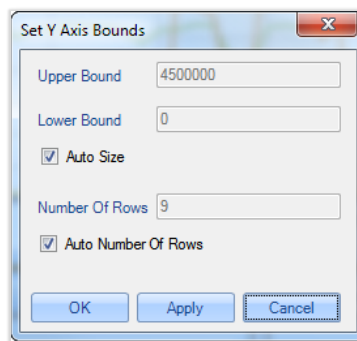 Set Y Axis Bounds
Upper Bound 4500000
Lower Bound 0
Auto Size
Number Of Rows 9
Auto Number Of Rows
OK Apply Cancel